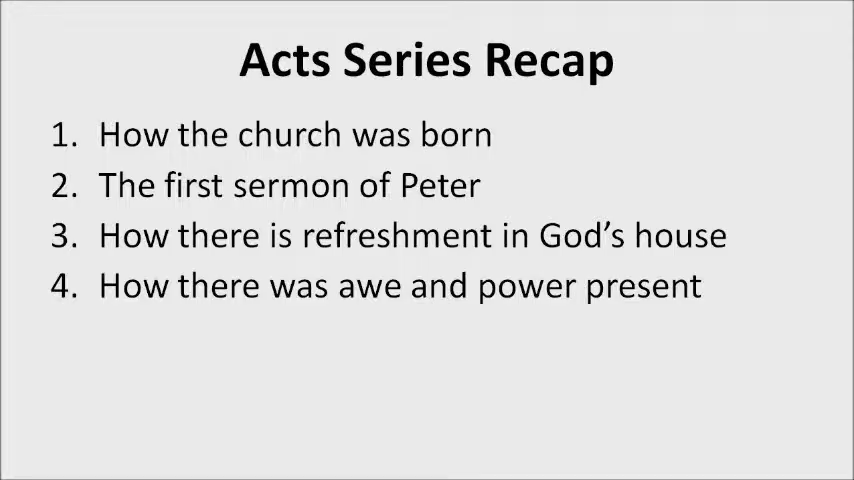 Acts Series Recap
1. How the church was born
2. The first sermon of Peter
3. How there is refreshment in God’s house
4. How there was awe and power present